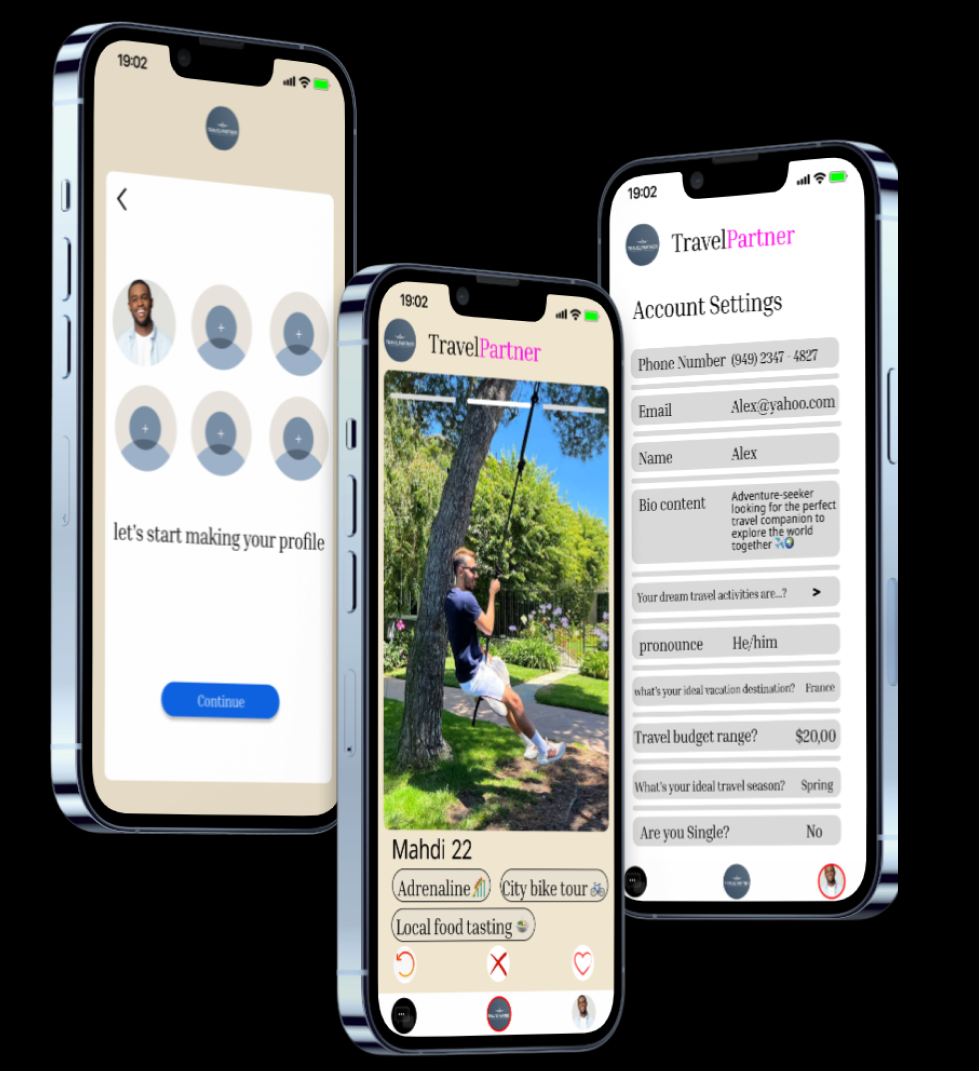 19:02
TRAVELPARTNER
let's start making your profile
Continue
19:02
TRAVELPARTNER
TravelPartner
Mahdi 22
Adrenaline🎢 City bike tour 🚲
Local food tasting
19:02
TRAVELPARTNER
TravelPartner
Account Settings
Phone Number (949) 2347 - 4827
Email Alex@yahoo.com
Name Alex
Bio content Adventure-seeker
looking for the perfect
travel companion to
explore the world
together ✈️🌍
Your dream travel activities are...? >
pronounce He/him
what's your ideal vacation destination? France
Travel budget range? $20,00
What's your ideal travel season? Spring
Are you Single? No